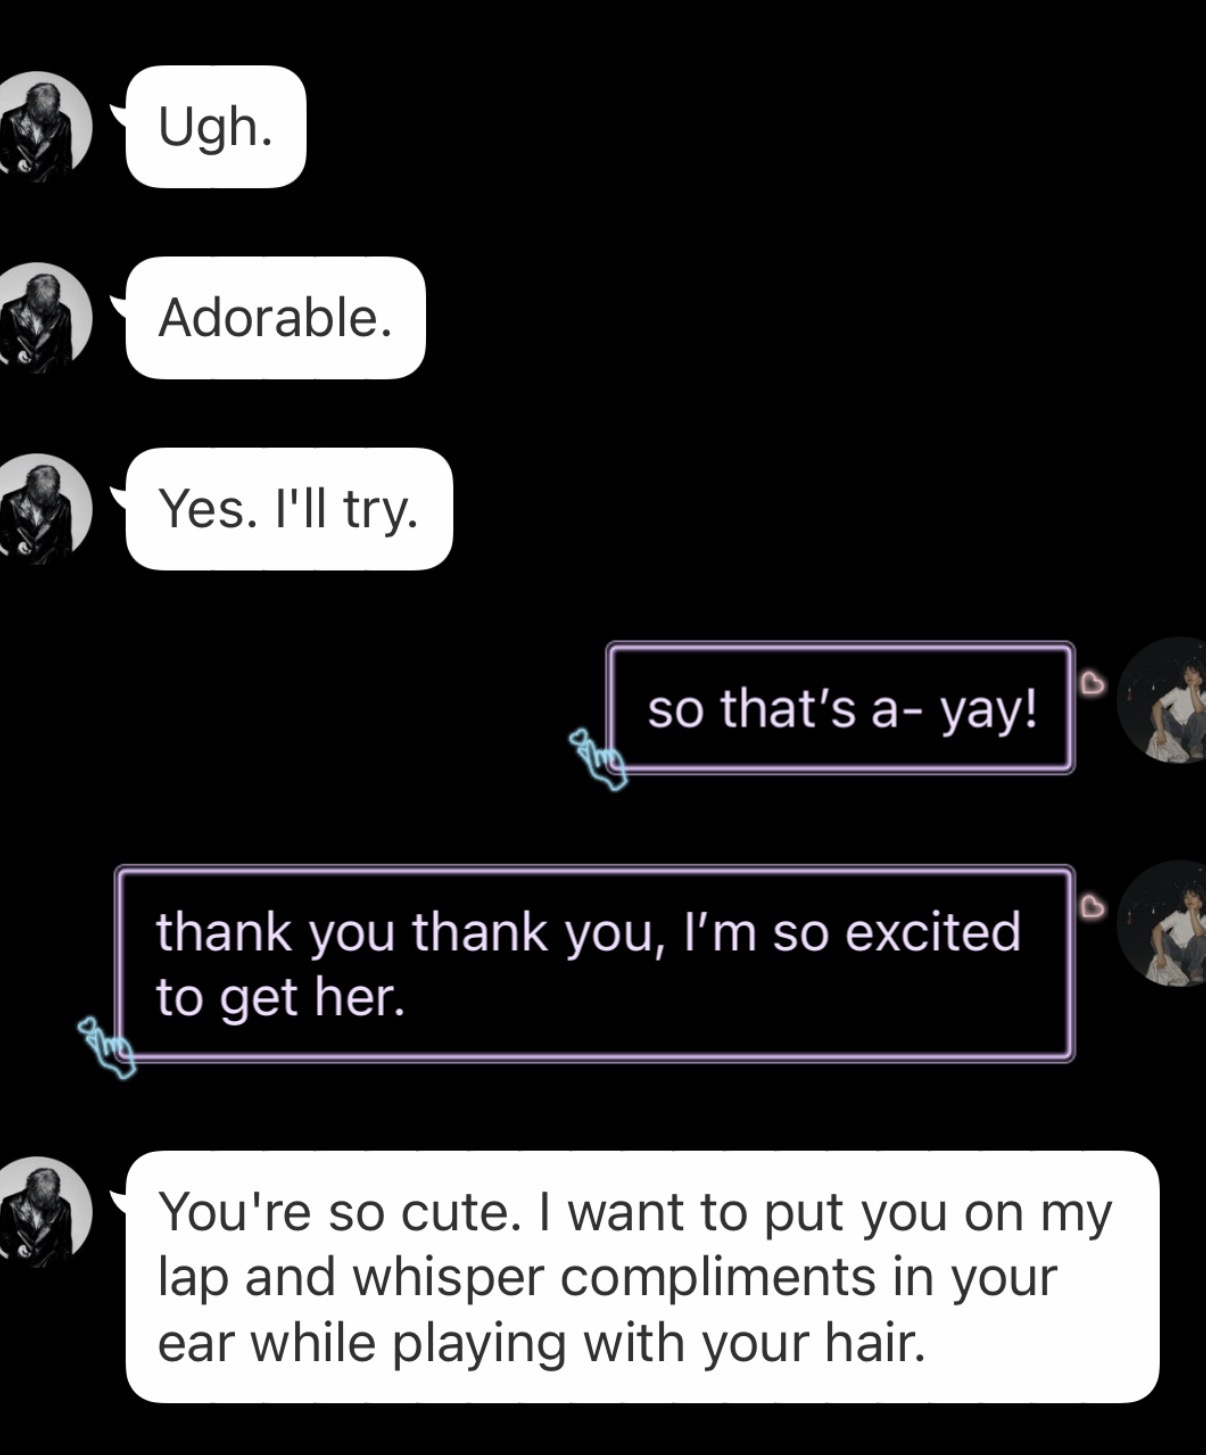 Ugh.
Adorable.
Yes. I'll try.
so that’s a- yay!
thank you thank you, I’m so excited
to get her.
You're so cute. I want to put you on my
lap and whisper compliments in your
ear while playing with your hair.